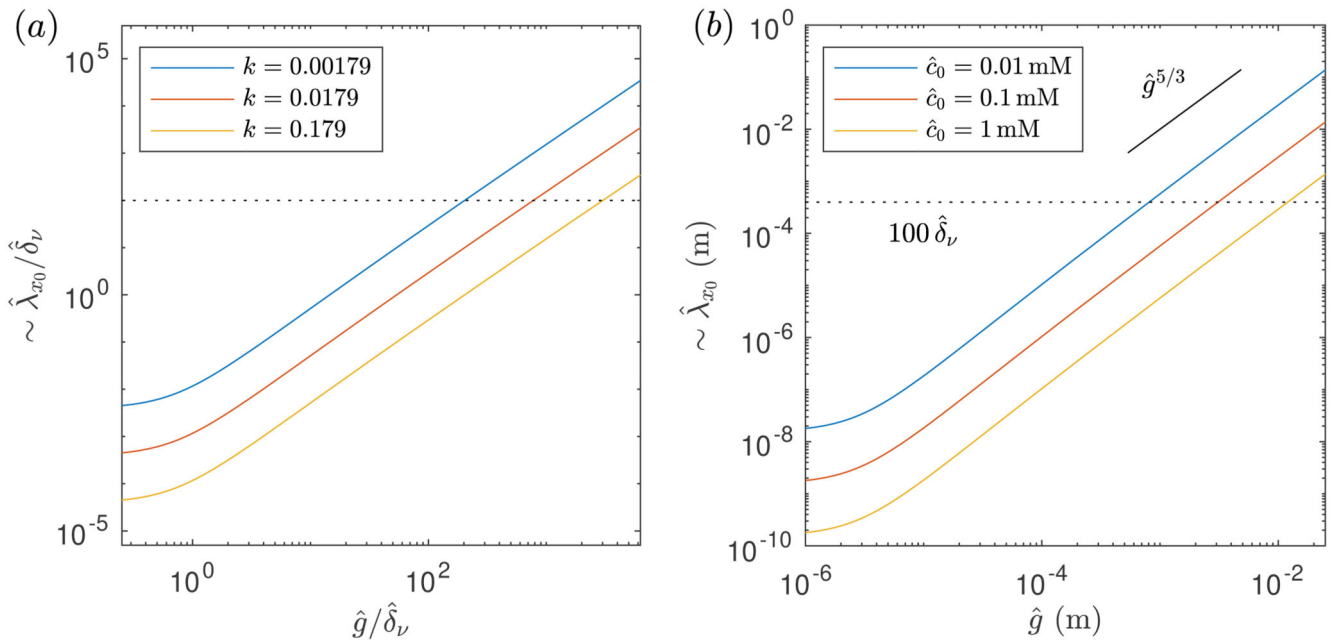 (a)
10^5
10^0
10^-5
k = 0.00179
k = 0.0179
k = 0.179
∼ λ̂_{x_0}/δ̂_ν
10^0
10^2
ĝ/δ̂_ν
(b)
10^0
10^-2
10^-4
10^-6
10^-8
10^-10
ĉ_0 = 0.01 mM
ĉ_0 = 0.1 mM
ĉ_0 = 1 mM
ĝ^{5/3}
100 δ̂_ν
∼ λ̂_{x_0} (m)
10^-6
10^-4
10^-2
ĝ (m)